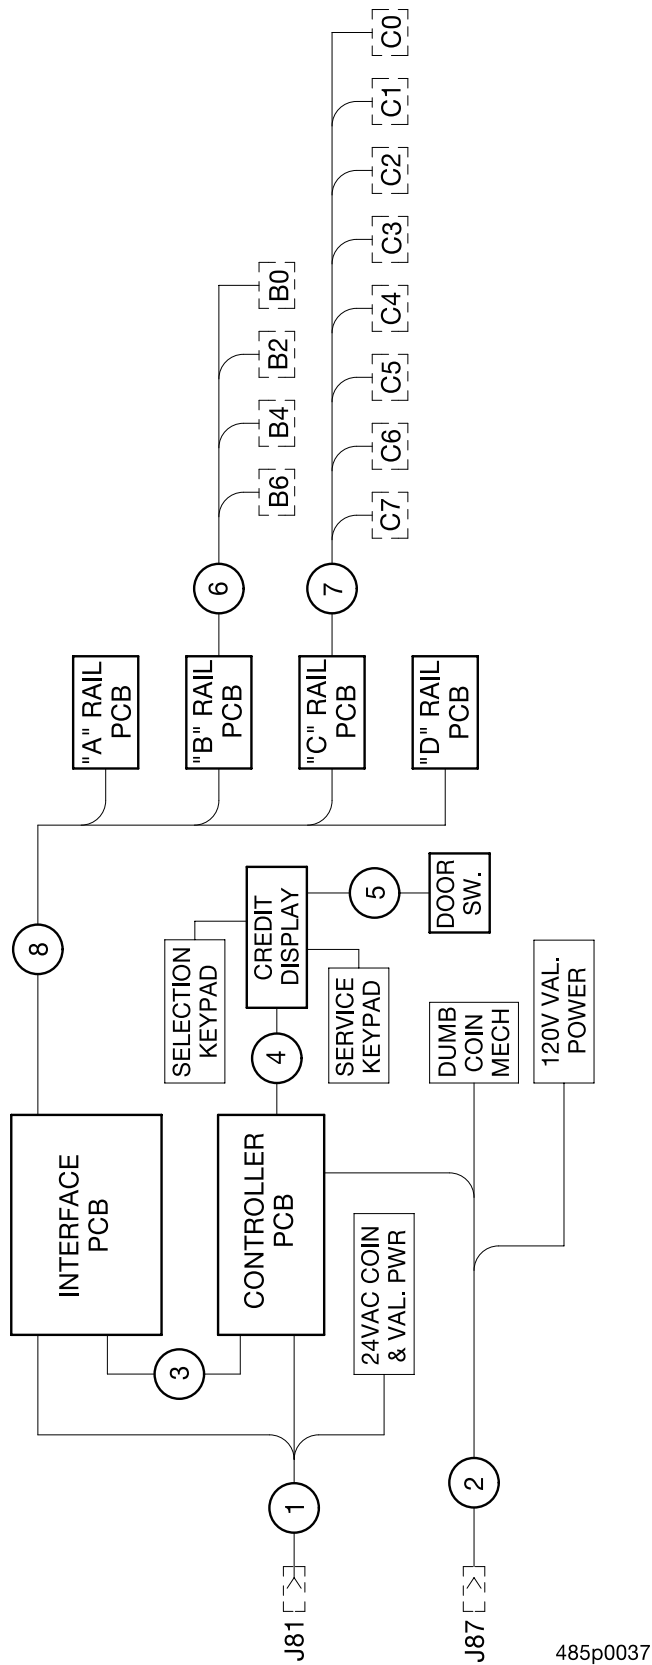 J81
1
3
INTERFACE
PCB
CONTROLLER
PCB
24VAC COIN
& VAL. PWR
J87
2
4
SELECTION
KEYPAD
CREDIT
DISPLAY
SERVICE
KEYPAD
5
DOOR
SW.
DUMB
COIN
MECH
120V VAL.
POWER
8
"A" RAIL
PCB
"B" RAIL
PCB
"C" RAIL
PCB
"D" RAIL
PCB
6
B6
B4
B2
B0
7
C7
C6
C5
C4
C3
C2
C1
C0
485p0037